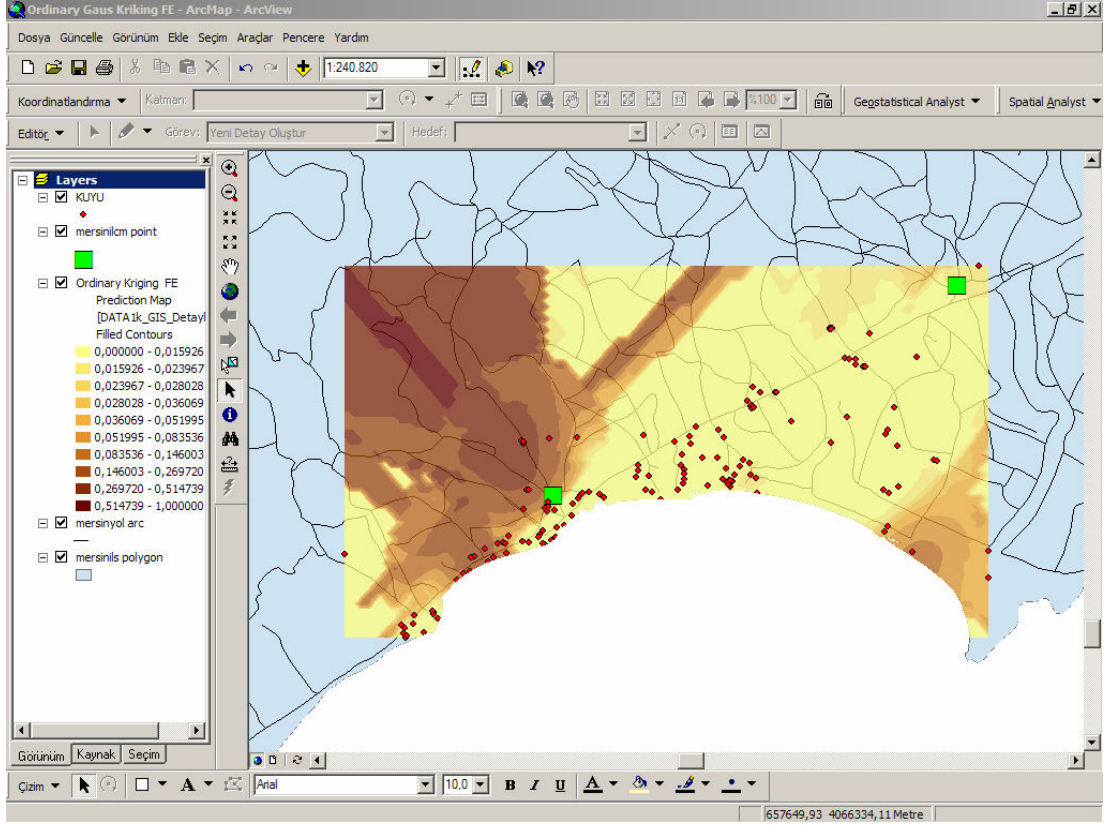 Ordinary Gaus Kriking FE - ArcMap - ArcView
Dosya Güncelle Görünüm Ekle Seçim Araçlar Pencere Yardım
1:240.820
Koordinatlandırma Katman: %100 Geostatistical Analyst Spatial Analyst
Editör Görev: Yeni Detay Oluştur Hedef:
Layers
KUYU
mersinilcm point
Ordinary Kriging FE
Prediction Map
[DATA1k_GIS_Detayl
Filled Contours
0,000000 - 0,015926
0,015926 - 0,023967
0,023967 - 0,028028
0,028028 - 0,036069
0,036069 - 0,051995
0,051995 - 0,083536
0,083536 - 0,146003
0,146003 - 0,269720
0,269720 - 0,514739
0,514739 - 1,000000
mersinyol arc
mersinils polygon
Görünüm Kaynak Seçim
Çizim A Arial 10,0 B I U A
657649,93 4066334,11 Metre